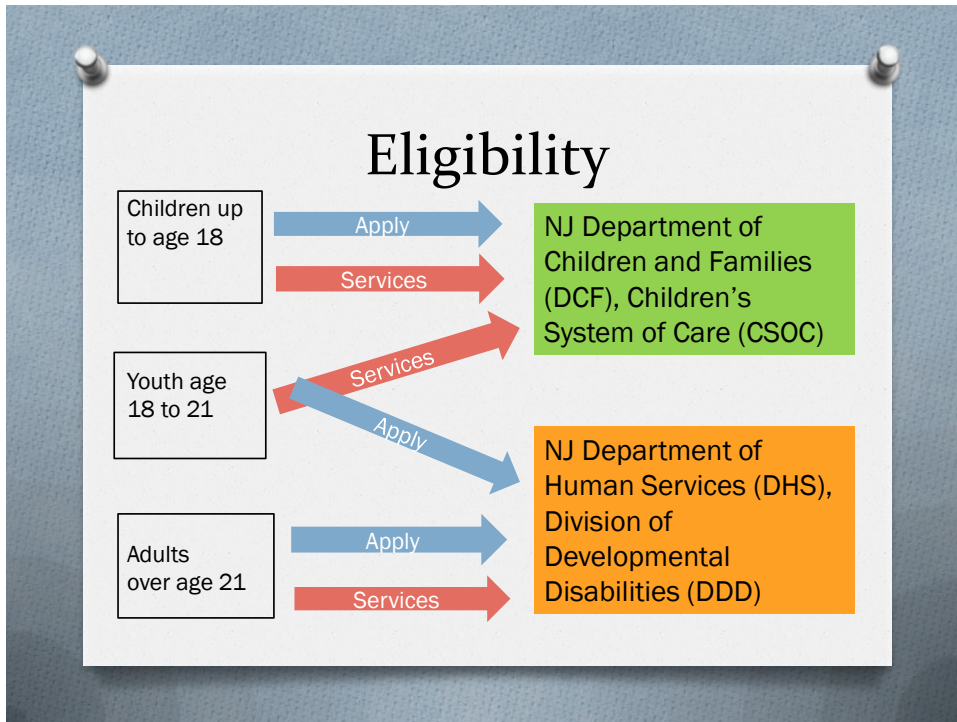 Eligibility
Children up
to age 18
Apply
Services
NJ Department of
Children and Families
(DCF), Children’s
System of Care (CSOC)
Youth age
18 to 21
Services
Apply
NJ Department of
Human Services (DHS),
Division of
Developmental
Disabilities (DDD)
Adults
over age 21
Apply
Services